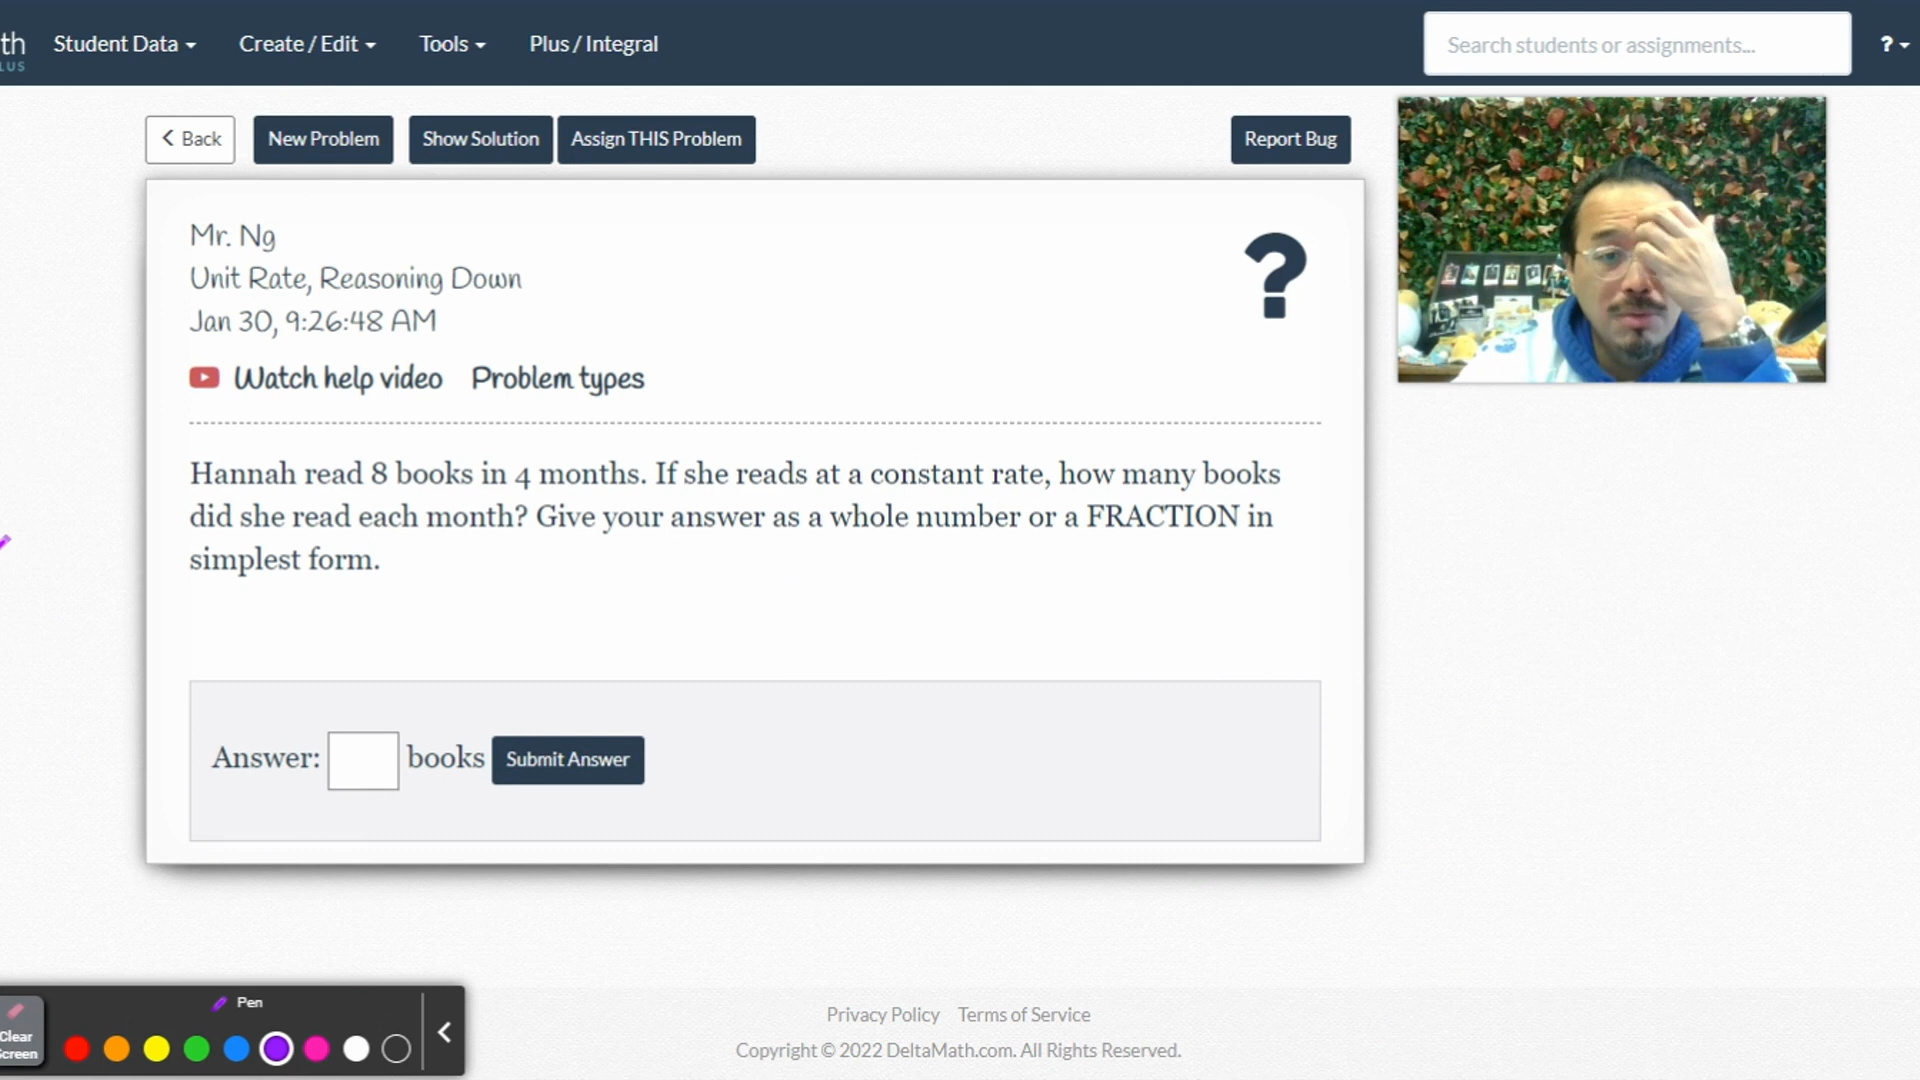 th
LUS
Student Data
Create / Edit
Tools
Plus / Integral
Search students or assignments...
?
Back
New Problem
Show Solution
Assign THIS Problem
Report Bug
Mr. Ng
Unit Rate, Reasoning Down
Jan 30, 9:26:48 AM
?
Watch help video
Problem types
Hannah read 8 books in 4 months. If she reads at a constant rate, how many books
did she read each month? Give your answer as a whole number or a FRACTION in
simplest form.
Answer: books Submit Answer
Pen
Clear
Screen
Privacy Policy Terms of Service
Copyright © 2022 DeltaMath.com. All Rights Reserved.